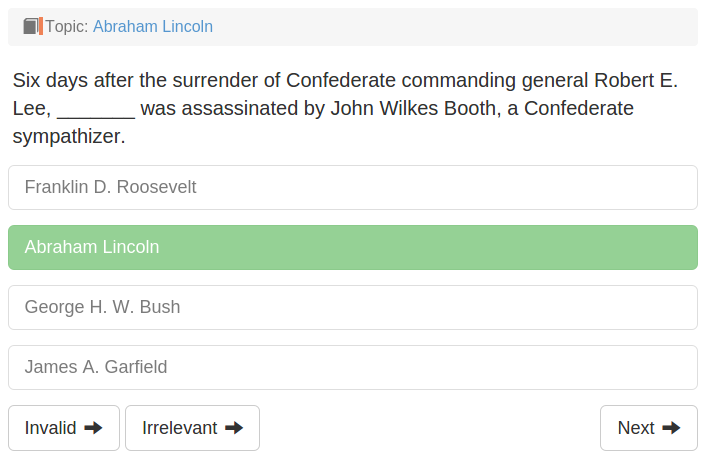 Topic: Abraham Lincoln
Six days after the surrender of Confederate commanding general Robert E.
Lee, _______ was assassinated by John Wilkes Booth, a Confederate
sympathizer.
Franklin D. Roosevelt
Abraham Lincoln
George H. W. Bush
James A. Garfield
Invalid Irrelevant Next